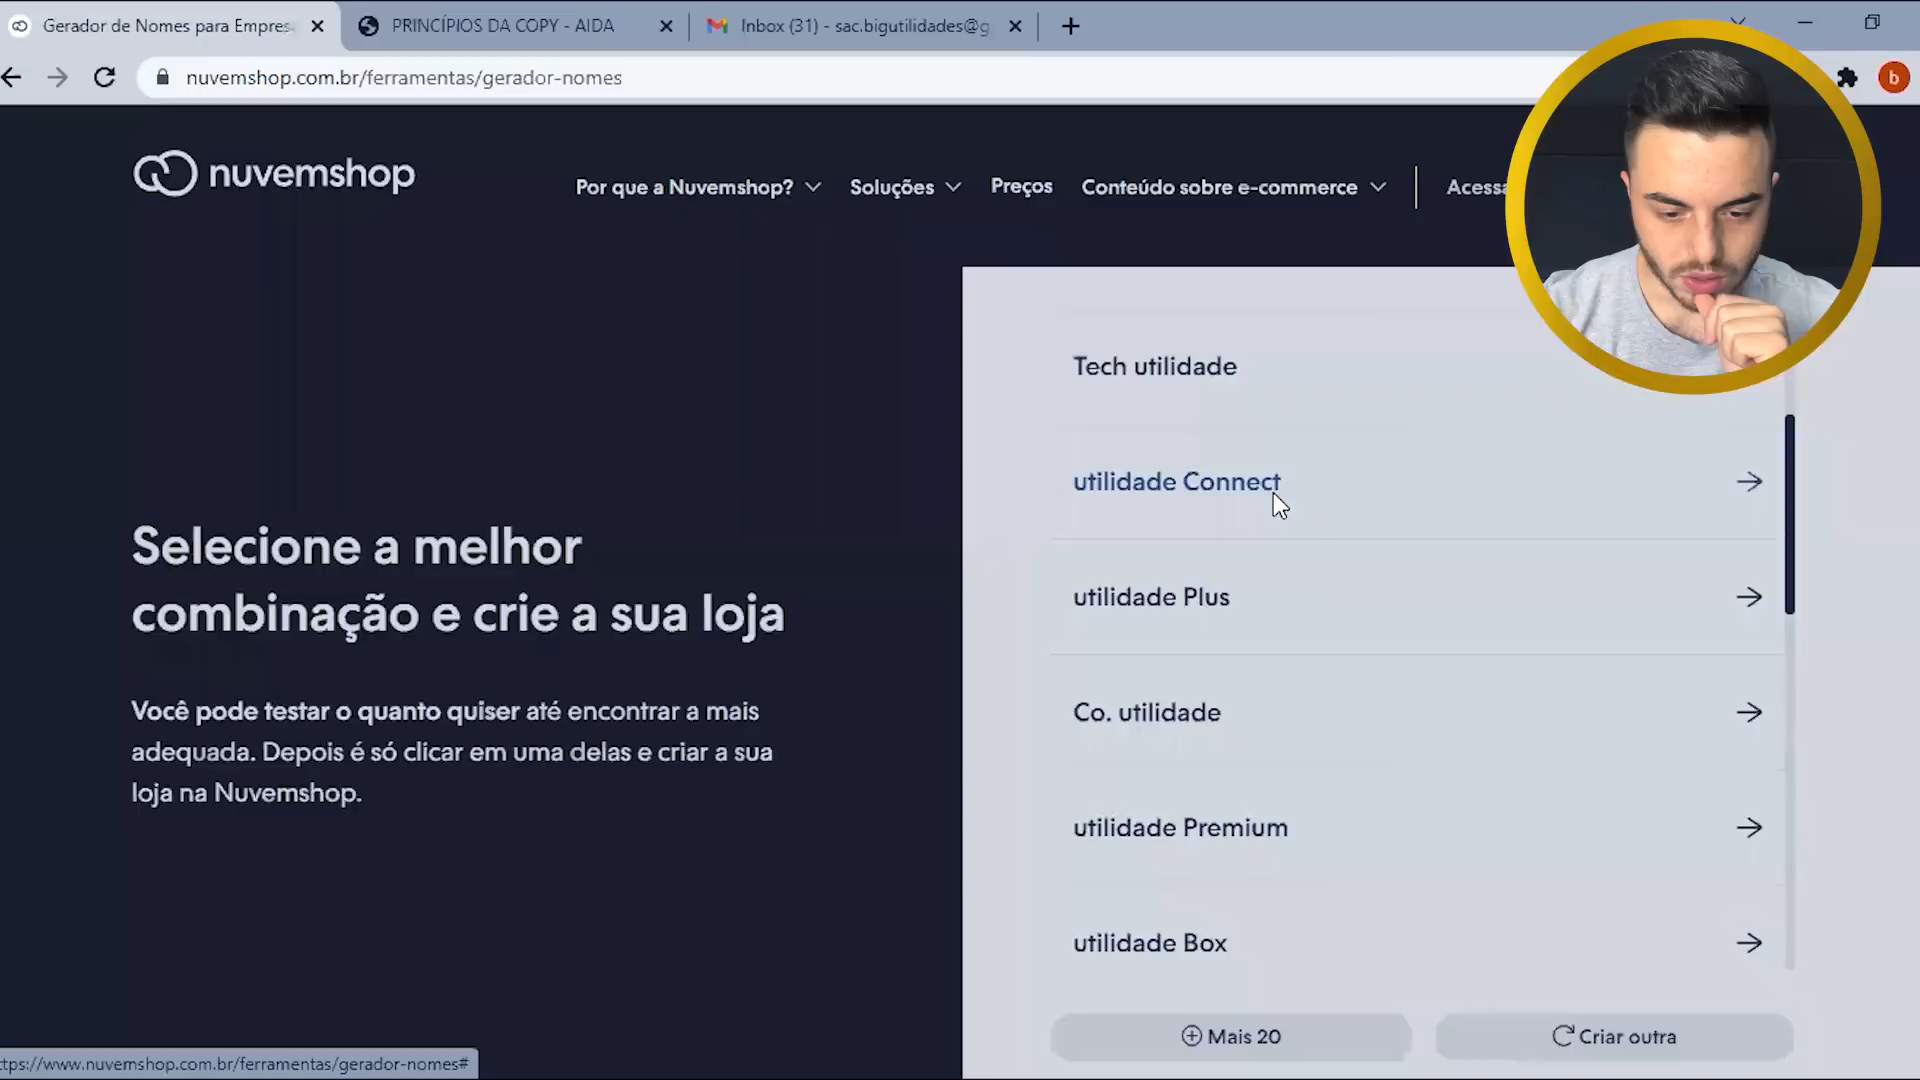 Gerador de Nomes para Empres
PRINCÍPIOS DA COPY - AIDA
Inbox (31) - sac.bigutilidades@g
nuvemshop.com.br/ferramentas/gerador-nomes
b
nuvemshop
Por que a Nuvemshop?
Soluções
Preços
Conteúdo sobre e-commerce
Acessa
Tech utilidade
utilidade Connect
utilidade Plus
Co. utilidade
utilidade Premium
utilidade Box
Selecione a melhor
combinação e crie a sua loja
Você pode testar o quanto quiser até encontrar a mais
adequada. Depois é só clicar em uma delas e criar a sua
loja na Nuvemshop.
Mais 20
Criar outra
ttps://www.nuvemshop.com.br/ferramentas/gerador-nomes#